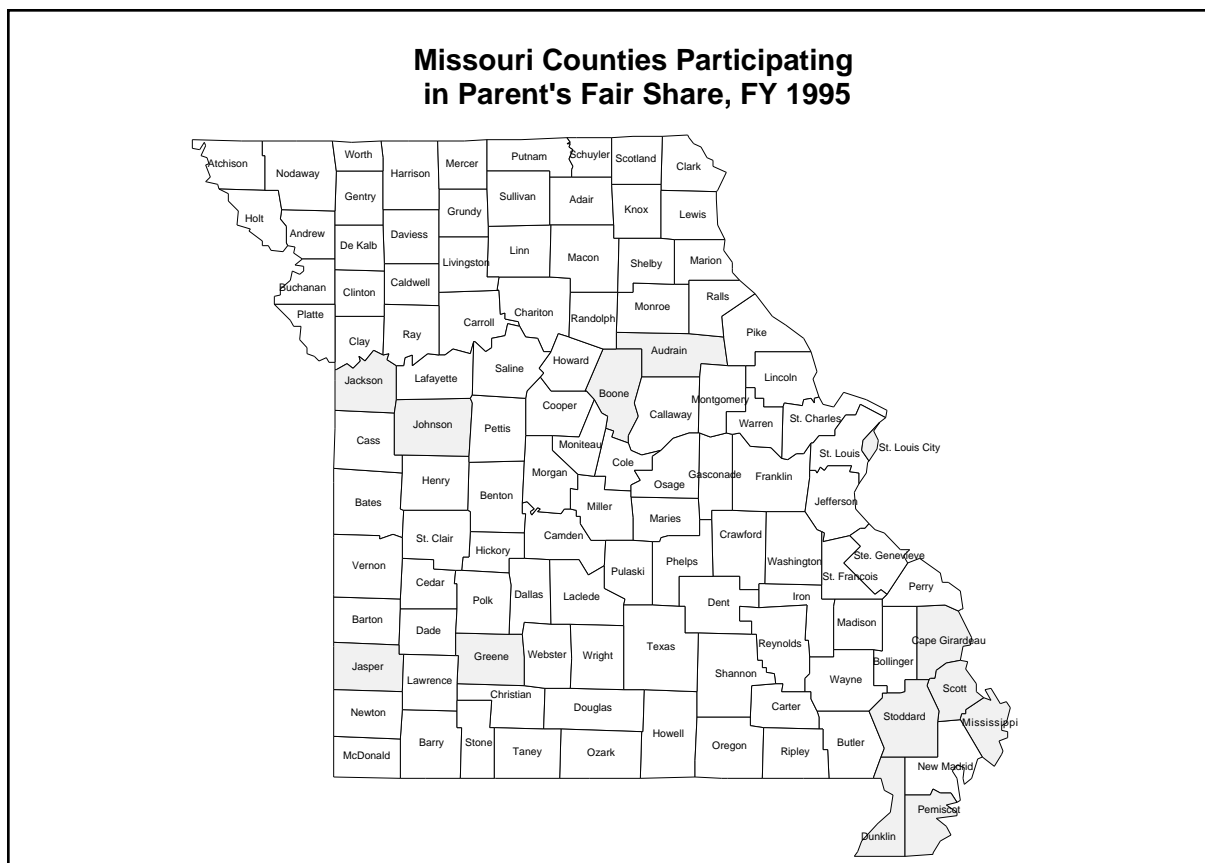 Missouri Counties Participating
in Parent's Fair Share, FY 1995
Atchison
Nodaway
Worth
Harrison
Mercer
Putnam
Schuyler
Scotland
Clark
Gentry
Sullivan
Adair
Knox
Lewis
Holt
Grundy
Andrew
De Kalb
Daviess
Livingston
Linn
Macon
Shelby
Marion
Buchanan
Clinton
Caldwell
Chariton
Monroe
Ralls
Platte
Clay
Ray
Carroll
Randolph
Pike
Audrain
Howard
Saline
Jackson
Lafayette
Boone
Lincoln
Cooper
Callaway
Montgomery
Johnson
Pettis
Warren
St. Charles
Cass
Moniteau
St. Louis
St. Louis City
Cole
Morgan
Osage
Gasconade
Franklin
Henry
Benton
Bates
Miller
Jefferson
Maries
St. Clair
Camden
Crawford
Hickory
Ste. Genevieve
Vernon
Washington
Phelps
Pulaski
St. Francois
Cedar
Perry
Polk
Dallas
Laclede
Iron
Dent
Barton
Dade
Madison
Cape Girardeau
Texas
Reynolds
Jasper
Greene
Webster
Wright
Bollinger
Lawrence
Shannon
Wayne
Scott
Christian
Douglas
Carter
Newton
Stoddard
Mississippi
Howell
Barry
Stone
Taney
Ozark
Oregon
Ripley
Butler
McDonald
New Madrid
Pemiscot
Dunklin